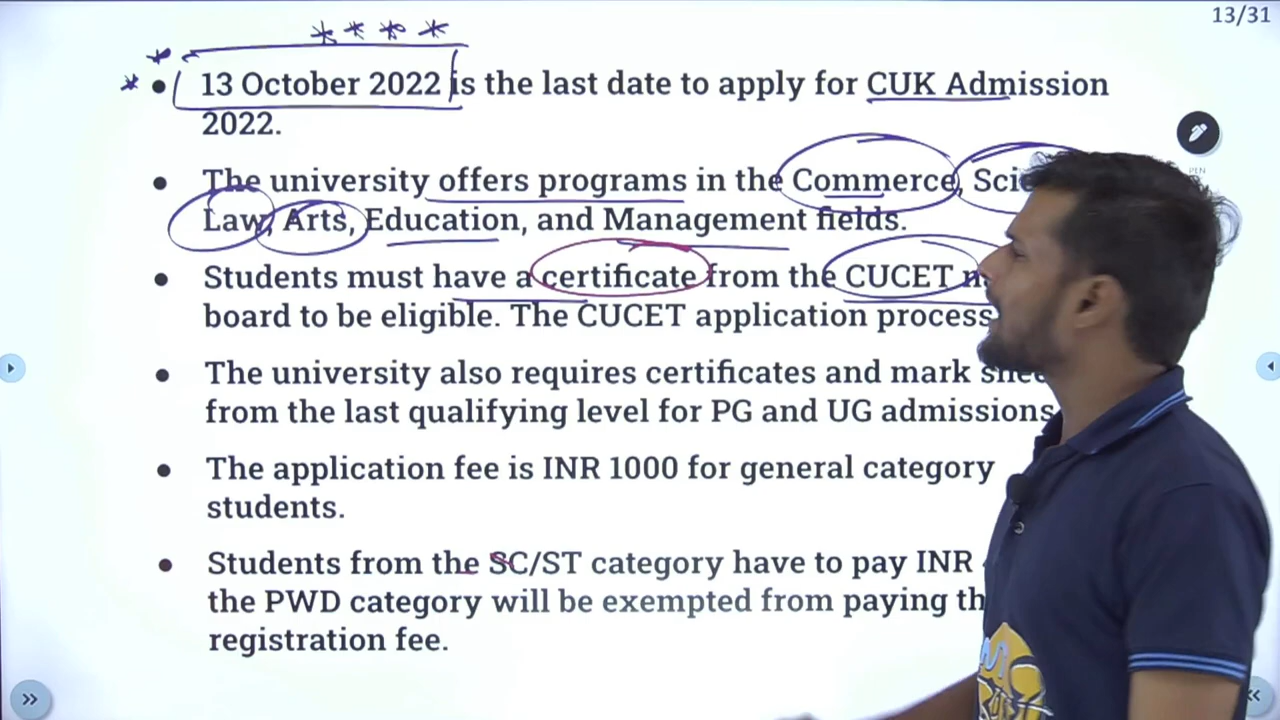 13/31
13 October 2022 is the last date to apply for CUK Admission
2022.
The university offers programs in the Commerce,
Law, Arts, Education, and Management fields.
Students must have a certificate from the CUCET
board to be eligible. The CUCET application process
The university also requires certificates and mark
from the last qualifying level for PG and UG admissions
The application fee is INR 1000 for general category
students.
Students from the SC/ST category have to pay INR
the PWD category will be exempted from paying
registration fee.
PEN